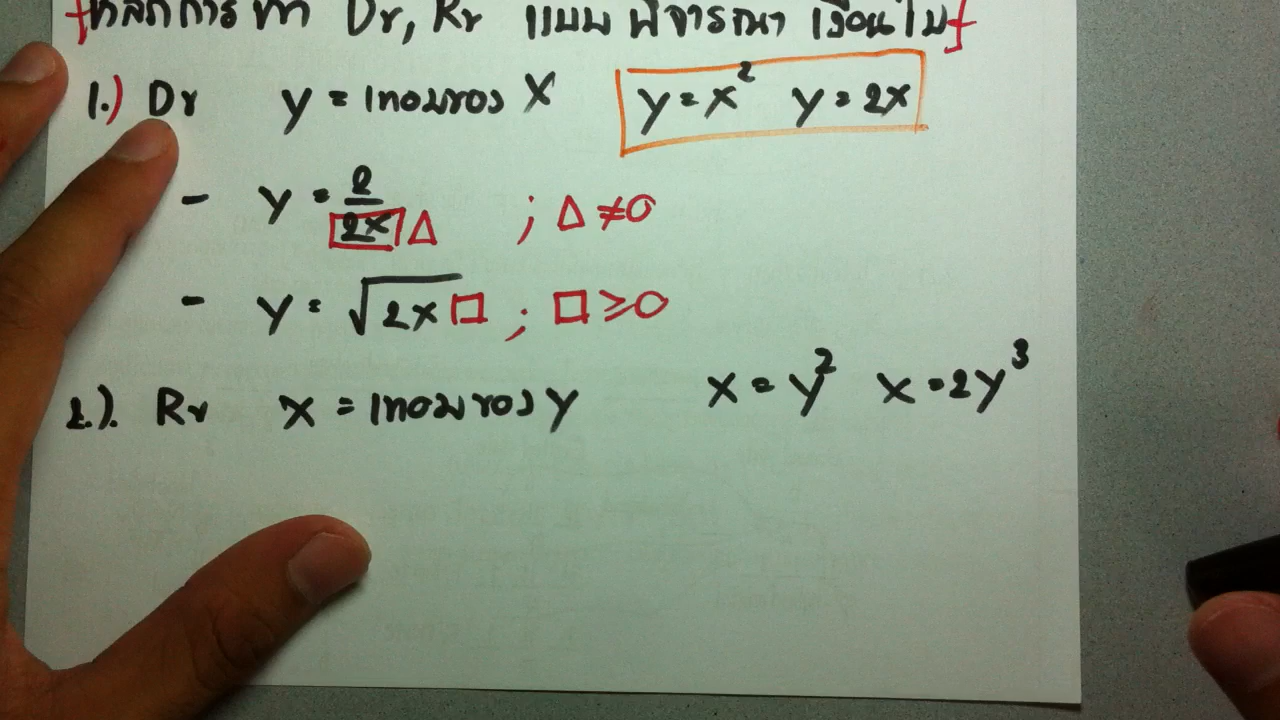 [หลักการ หา Dr, Rr แบบ พิจารณา เงื่อนไข]
1.) Dr y = เทอมของ X y = x² y = 2x
- y = 2/2x Δ ; Δ ≠ 0
- y = √2x □ ; □ ≥ 0
2.). Rr x = เทอมของ y x = y² x = 2y³